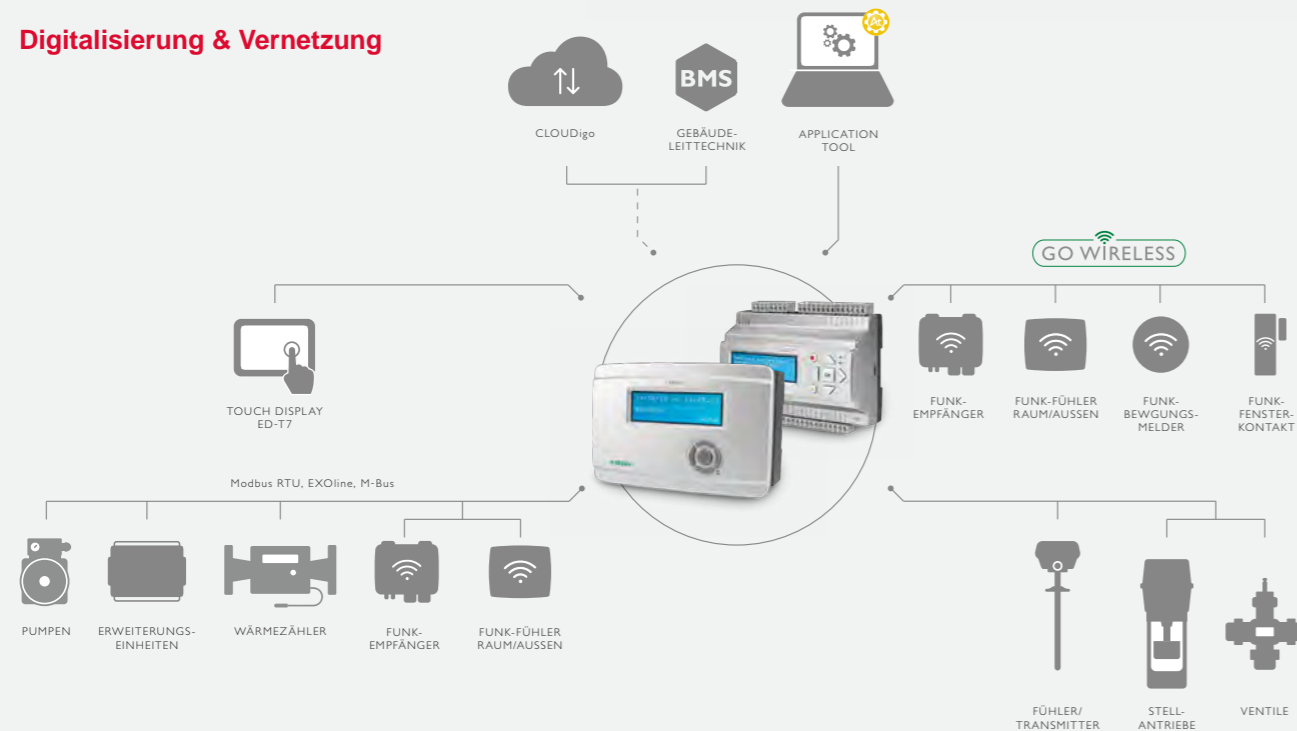 Digitalisierung & Vernetzung
BMS
CLOUDigo
GEBÄUDE-
LEITTECHNIK
APPLICATION
TOOL
GO WIRELESS
TOUCH DISPLAY
ED-T7
FUNK-
EMPFÄNGER
FUNK-FÜHLER
RAUM/AUSSEN
FUNK-
BEWGUNGS-
MELDER
FUNK-
FENSTER-
KONTAKT
Modbus RTU, EXOline, M-Bus
PUMPEN
ERWEITERUNGS-
EINHEITEN
WÄRMEZÄHLER
FUNK-
EMPFÄNGER
FUNK-FÜHLER
RAUM/AUSSEN
FÜHLER/
TRANSMITTER
STELL-
ANTRIEBE
VENTILE